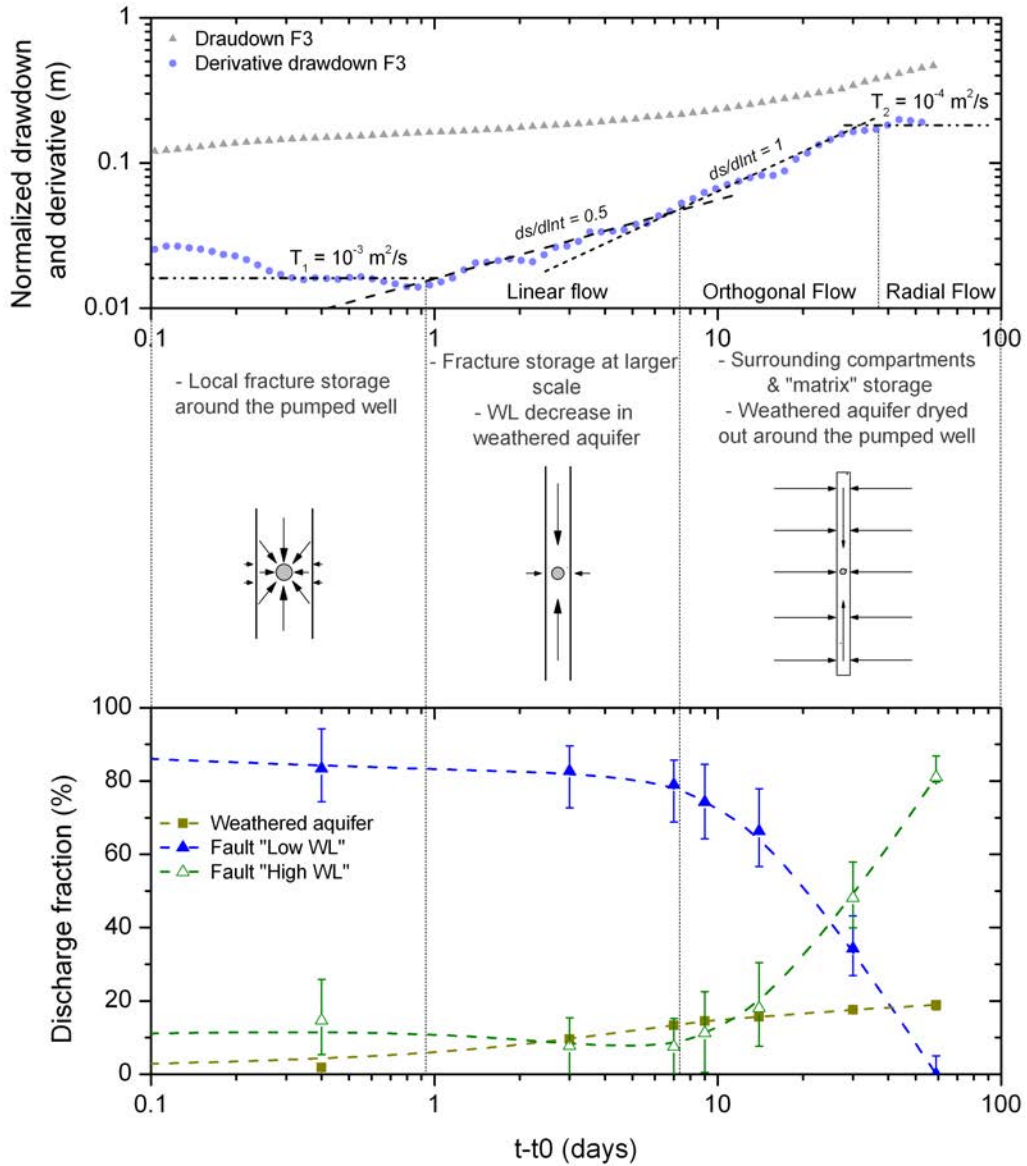 1
0.1
0.01
Normalized drawdown
and derivative (m)
Draudown F3
Derivative drawdown F3
T1 = 10-3 m2/s
ds/dlnt = 0.5
ds/dlnt = 1
T2 = 10-4 m2/s
Linear flow
Orthogonal Flow
Radial Flow
0.1
1
10
100
- Local fracture storage
around the pumped well
- Fracture storage at larger
scale
- WL decrease in
weathered aquifer
- Surrounding compartments
& "matrix" storage
- Weathered aquifer dryed
out around the pumped well
100
80
60
40
20
0
Discharge fraction (%)
Weathered aquifer
Fault "Low WL"
Fault "High WL"
0.1
1
10
100
t-t0 (days)